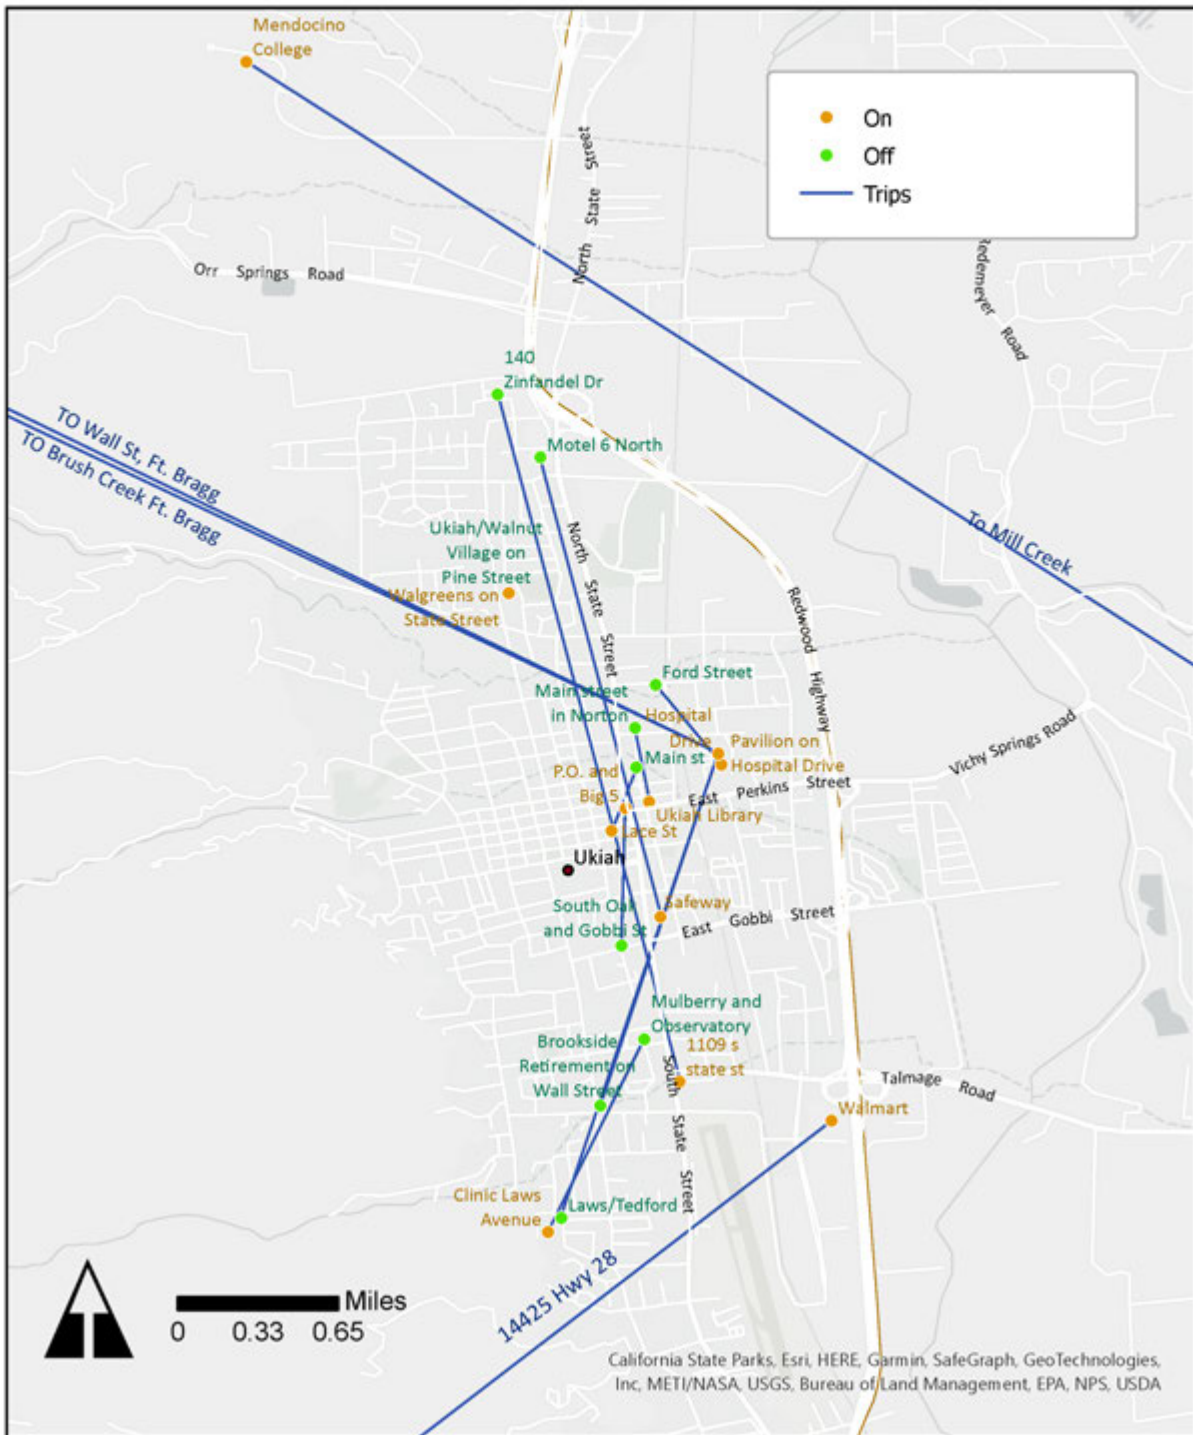 Mendocino
College
On
Off
Trips
North State Street
Orr Springs Road
Redemeyer Road
140
Zinfandel Dr
TO Wall St, Ft. Bragg
TO Brush Creek Ft. Bragg
Motel 6 North
To Mill Creek
Ukiah/Walnut
Village on
Pine Street
Walgreens on
State Street
North State Street
Redwood Highway
Ford Street
Main street
in Norton
Hospital
Drive
Pavilion on
Hospital Drive
Main st
Vichy Springs Road
P.O. and
Big 5
East Perkins Street
Ukiah Library
Lace St
Ukiah
Safeway
South Oak
and Gobbi St
East Gobbi Street
Mulberry and
Observatory
Brookside
Retirement on
Wall Street
1109 s
state st
South State Street
Talmage Road
Walmart
Clinic Laws
Avenue
Laws/Tedford
14425 Hwy 28
Miles
0 0.33 0.65
California State Parks, Esri, HERE, Garmin, SafeGraph, GeoTechnologies,
Inc, METI/NASA, USGS, Bureau of Land Management, EPA, NPS, USDA